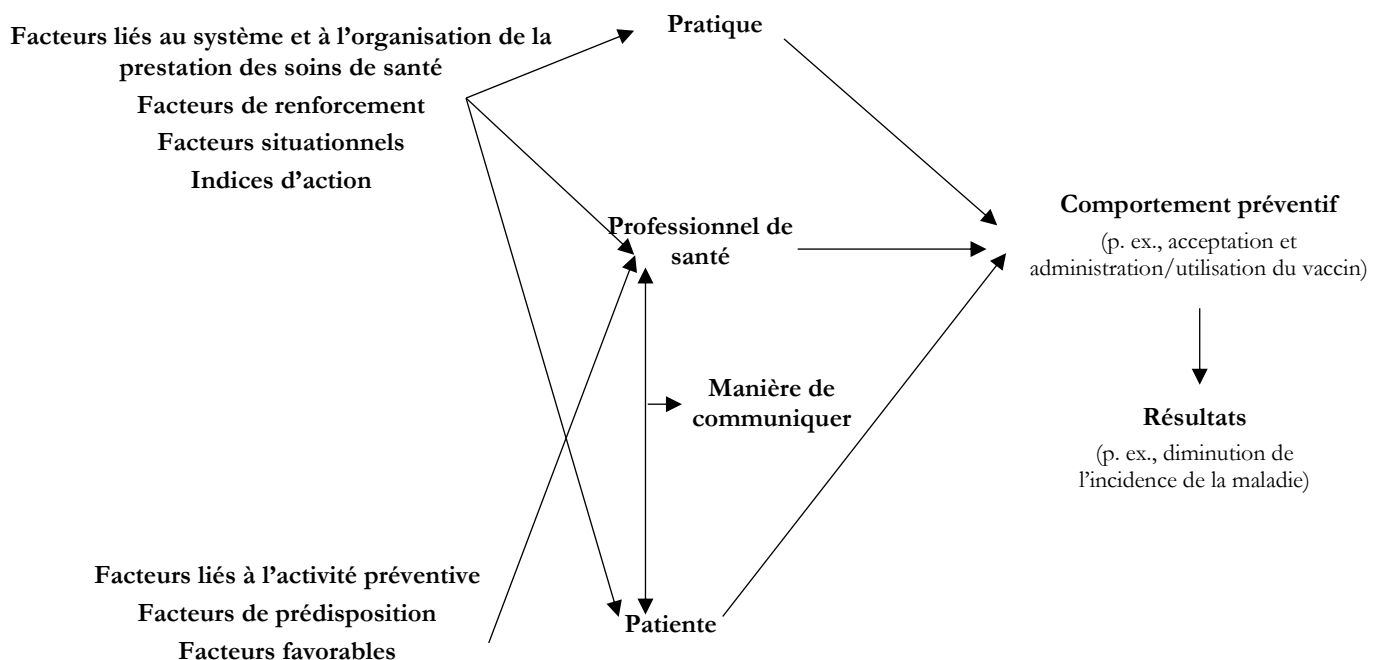 Facteurs liés au système et à l’organisation de la
prestation des soins de santé
Facteurs de renforcement
Facteurs situationnels
Indices d’action
Pratique
Professionnel de
santé
Manière de
communiquer
Facteurs liés à l’activité préventive
Facteurs de prédisposition
Facteurs favorables
Patiente
Comportement préventif
(p. ex., acceptation et
administration/utilisation du vaccin)
Résultats
(p. ex., diminution de
l’incidence de la maladie)